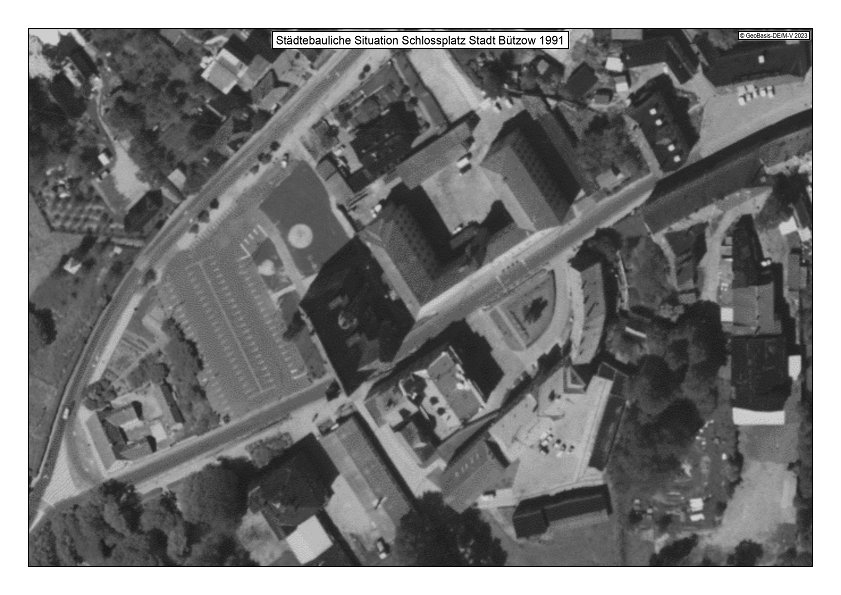 Städtebauliche Situation Schlossplatz Stadt Bützow 1991
© GeoBasis-DE/M-V 2023